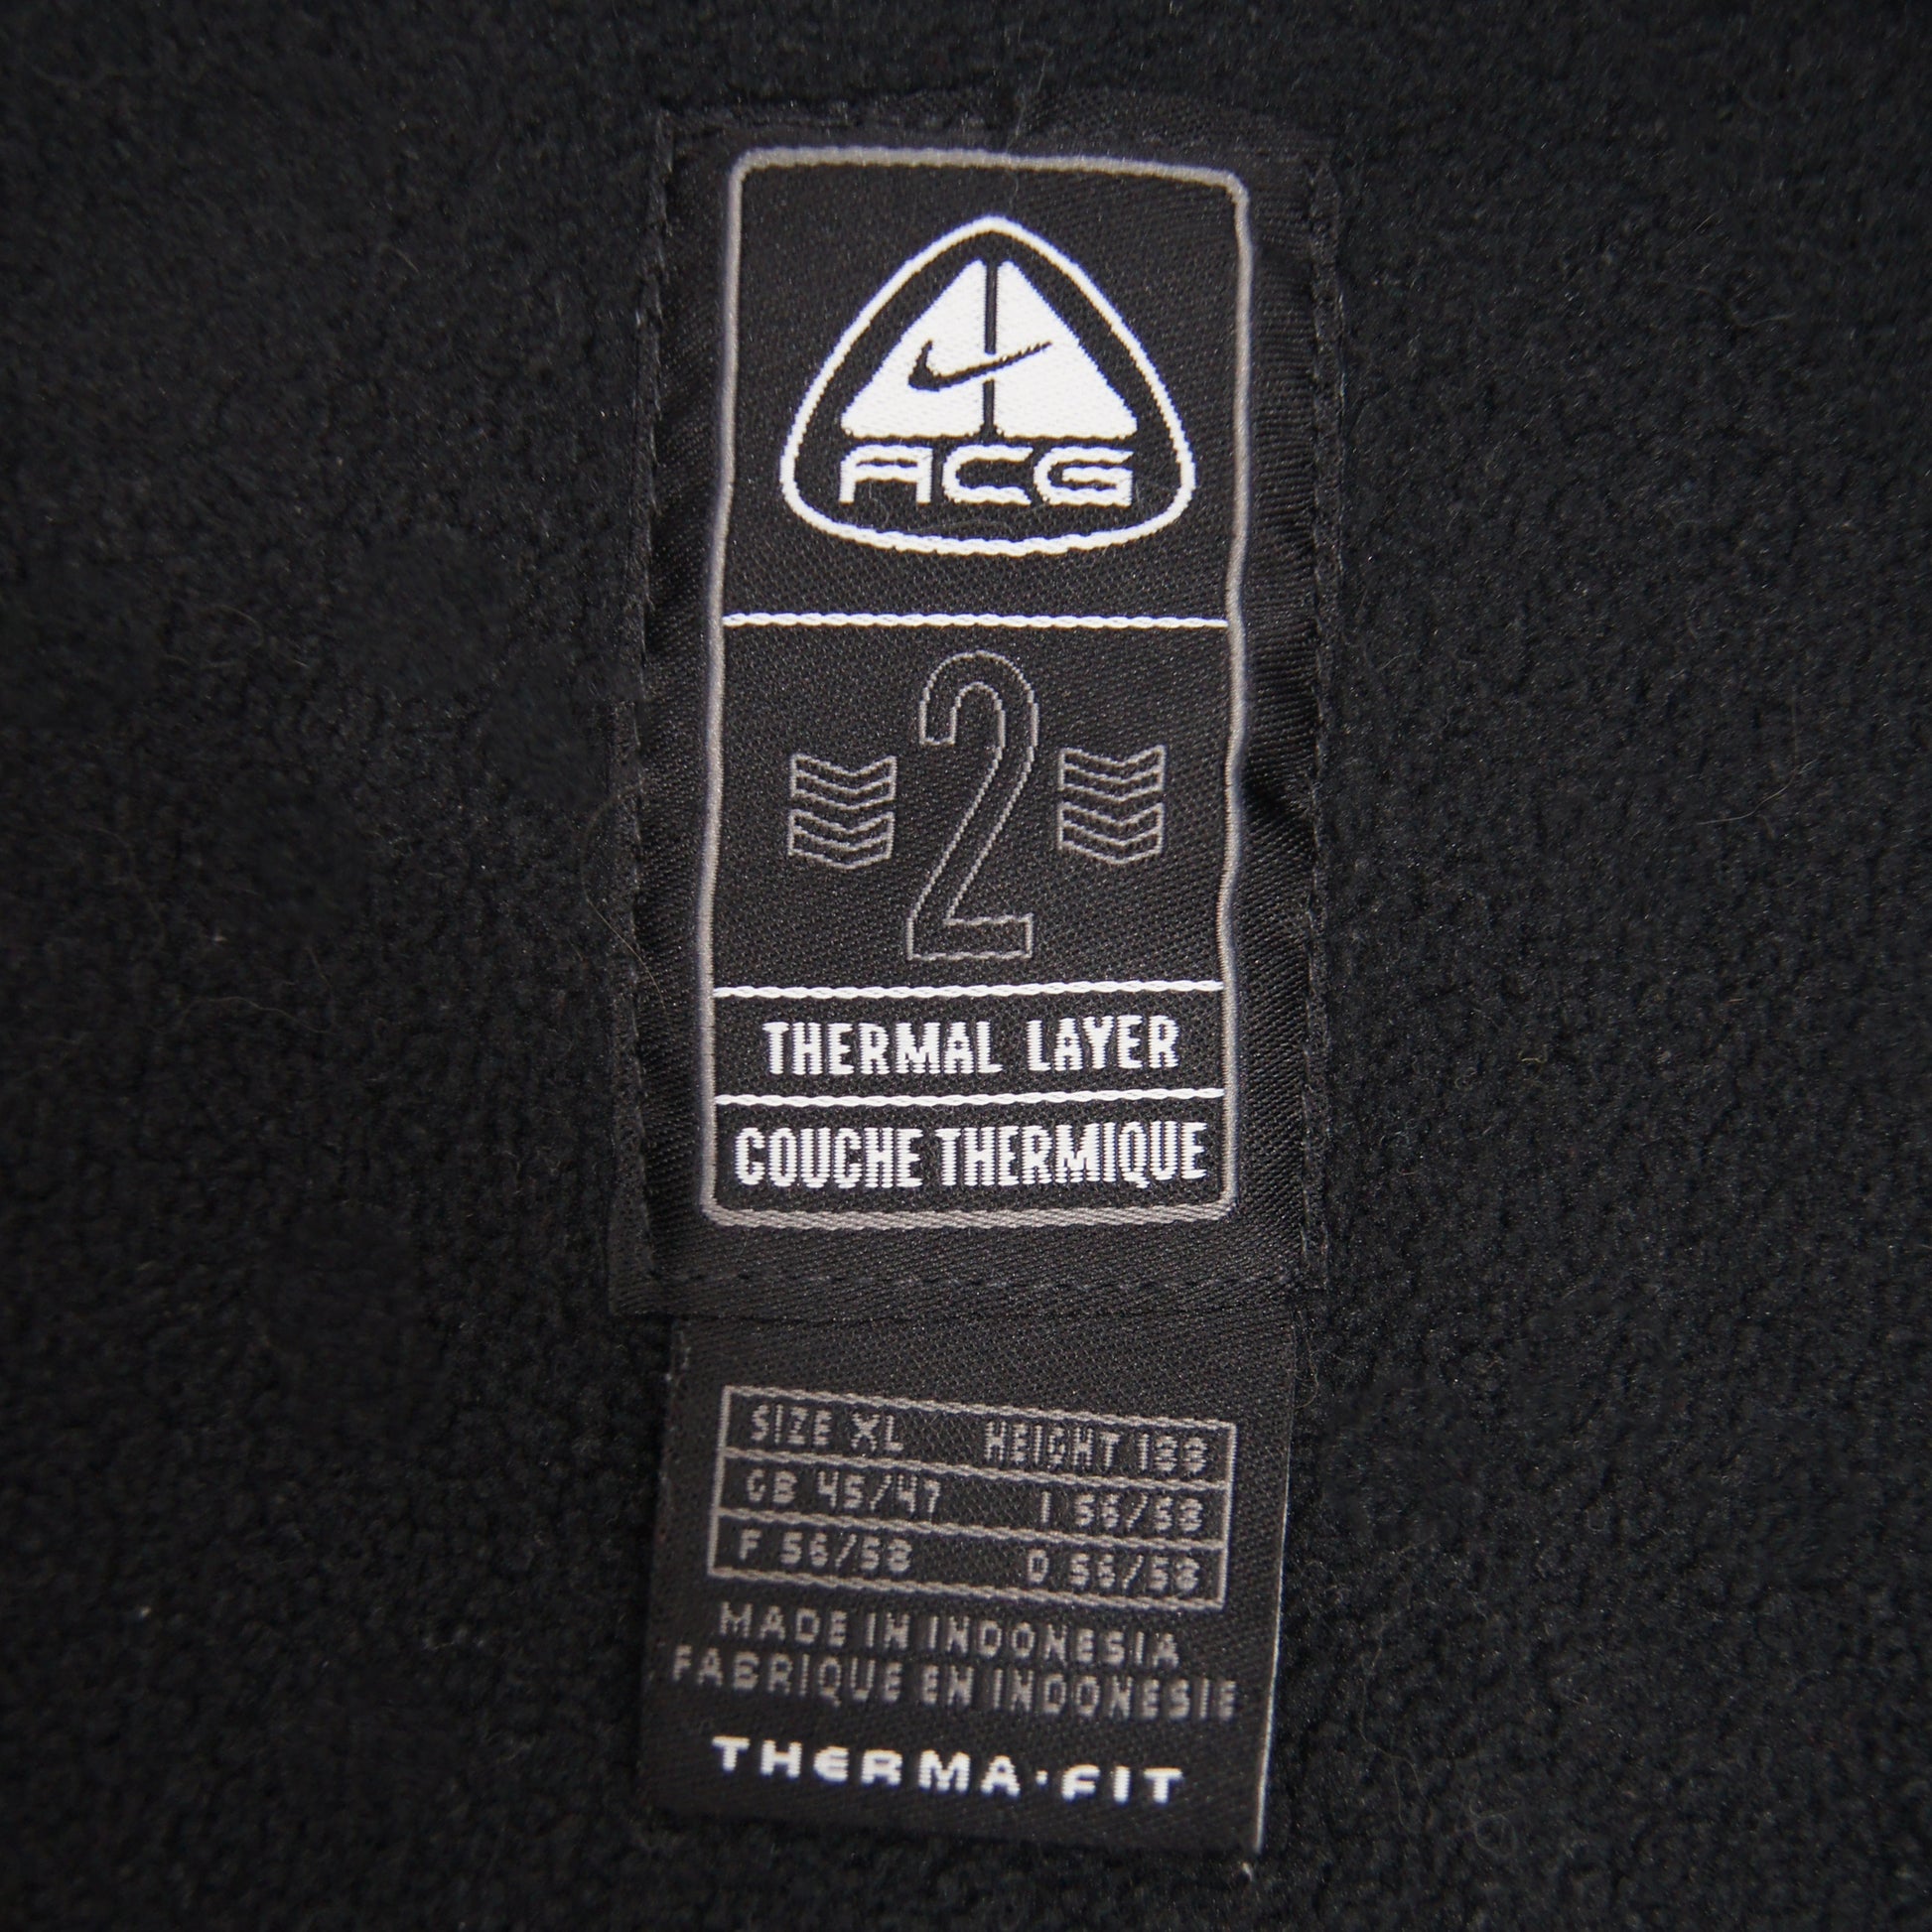 ACG
2
THERMAL LAYER
COUCHE THERMIQUE
SIZE XL HEIGHT 188
GB 45/47 I 56/58
F 56/58 D 56/58
MADE IN INDONESIA
FABRIQUE EN INDONESIE
THERMA·FIT